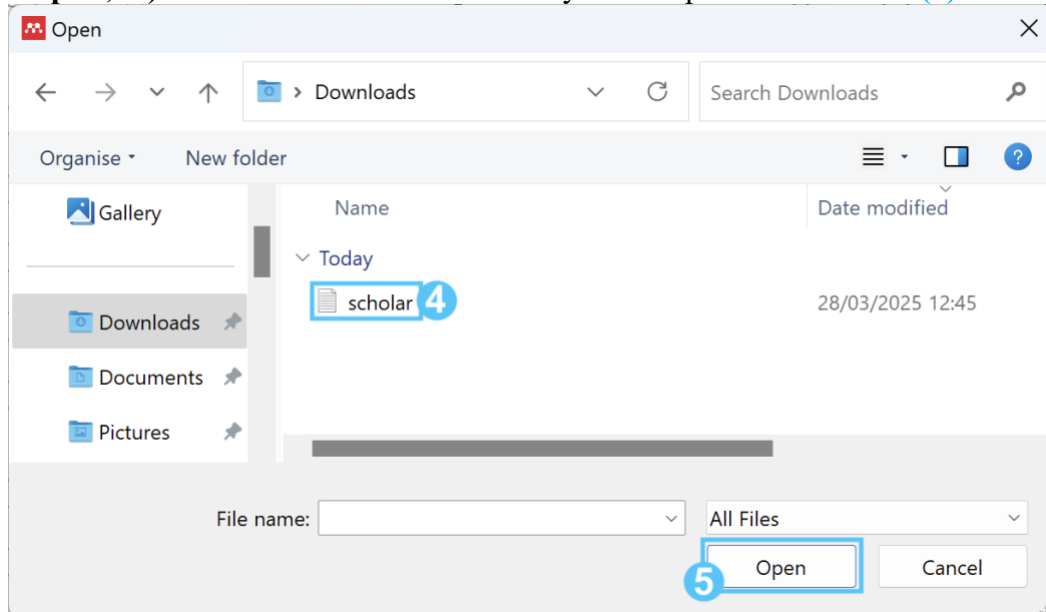 Open
Downloads
Search Downloads
Organise
New folder
?
Gallery
Name
Date modified
Today
scholar 4
28/03/2025 12:45
Downloads
Documents
Pictures
File name:
All Files
5 Open
Cancel